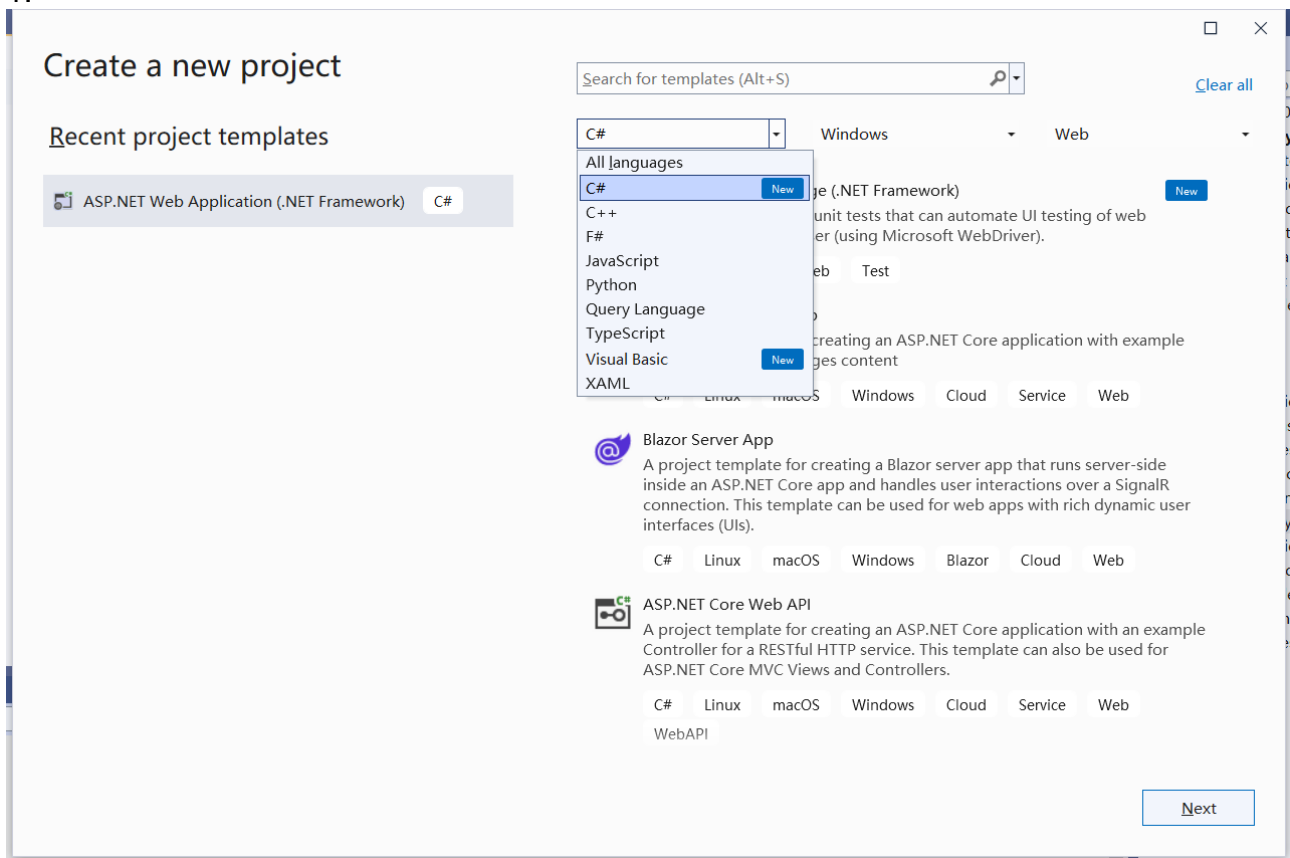 Create a new project
Search for templates (Alt+S)
Clear all
Recent project templates
C#
Windows
Web
ASP.NET Web Application (.NET Framework)
C#
All languages
C#
New
C++
F#
JavaScript
Python
Query Language
TypeScript
Visual Basic
New
XAML
(.NET Framework)
New
unit tests that can automate UI testing of web
(using Microsoft WebDriver).
Test
creating an ASP.NET Core application with example
content
Windows
Cloud
Service
Web
Blazor Server App
A project template for creating a Blazor server app that runs server-side
inside an ASP.NET Core app and handles user interactions over a SignalR
connection. This template can be used for web apps with rich dynamic user
interfaces (UIs).
C#
Linux
macOS
Windows
Blazor
Cloud
Web
ASP.NET Core Web API
A project template for creating an ASP.NET Core application with an example
Controller for a RESTful HTTP service. This template can also be used for
ASP.NET Core MVC Views and Controllers.
C#
Linux
macOS
Windows
Cloud
Service
Web
WebAPI
Next